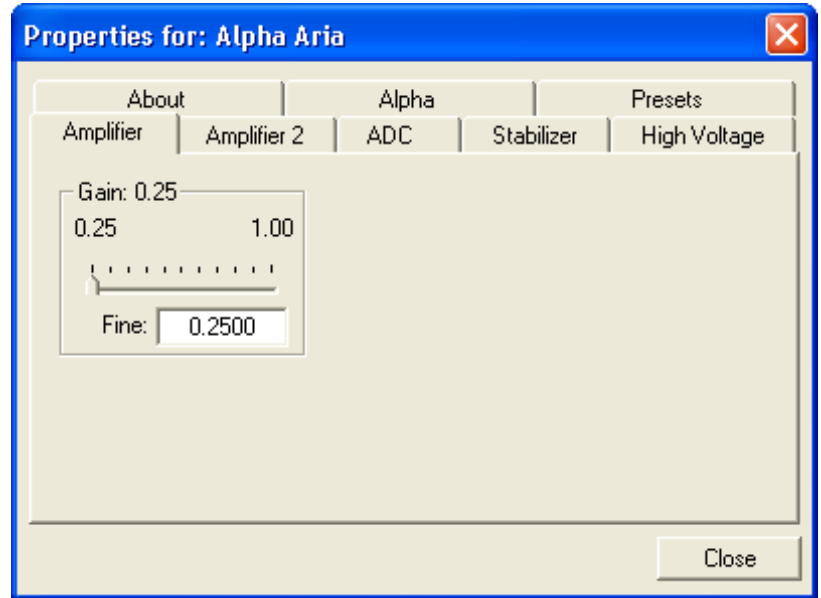 Properties for: Alpha Aria
About Alpha Presets
Amplifier Amplifier 2 ADC Stabilizer High Voltage
Gain: 0.25
0.25 1.00
Fine: 0.2500
Close